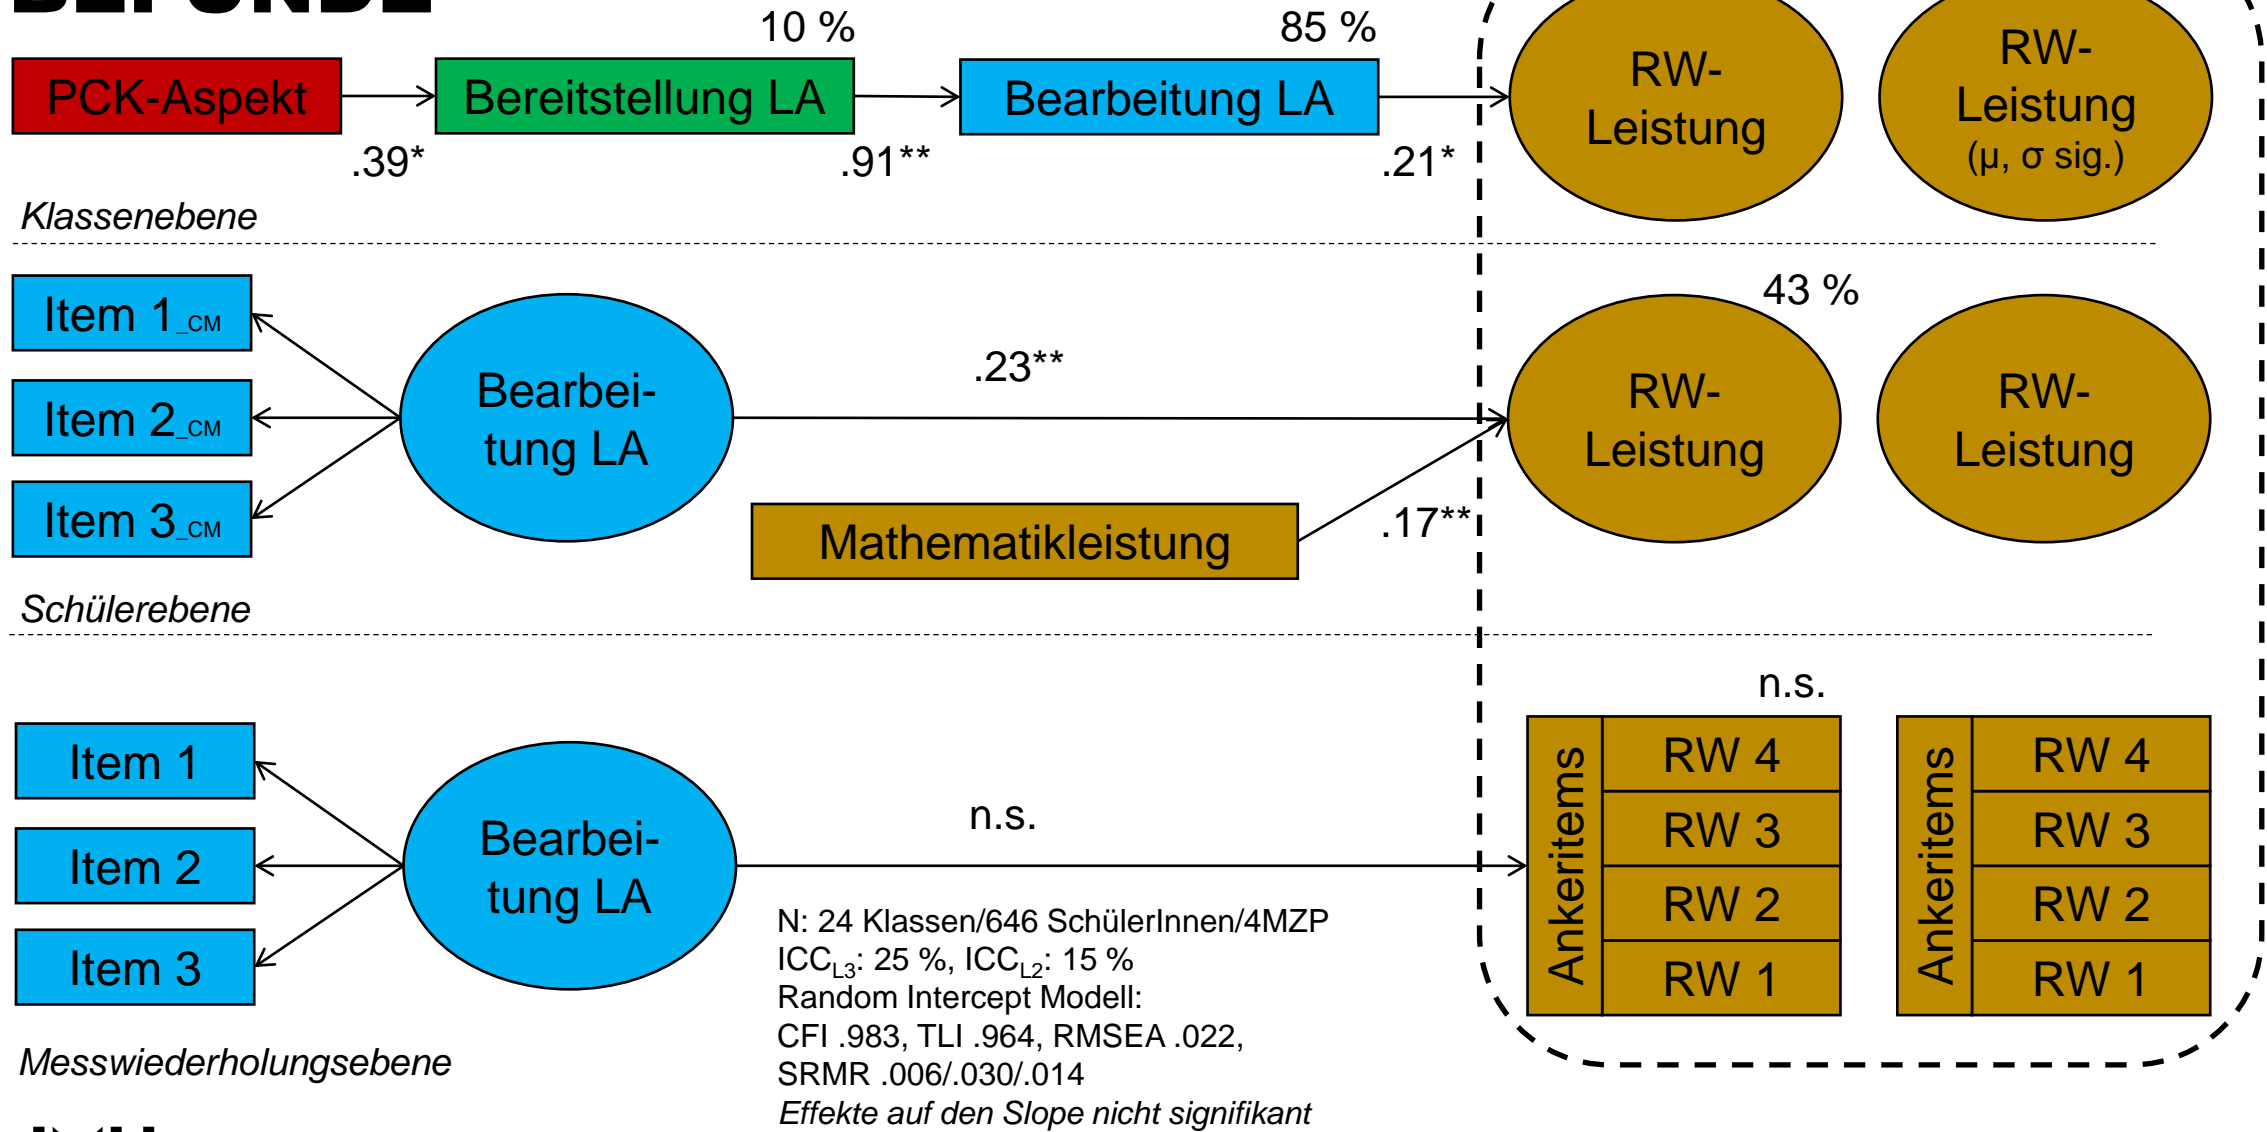 BEFUNDE
10 %
85 %
PCK-Aspekt
Bereitstellung LA
Bearbeitung LA
RW-
Leistung
RW-
Leistung
(μ, σ sig.)
.39*
.91**
.21*
Klassenebene
Item 1_CM
Item 2_CM
Item 3_CM
Bearbei-
tung LA
.23**
43 %
RW-
Leistung
RW-
Leistung
Mathematikleistung
.17**
Schülerebene
n.s.
Item 1
Item 2
Item 3
Bearbei-
tung LA
n.s.
Ankeritems
RW 4
RW 3
RW 2
RW 1
Ankeritems
RW 4
RW 3
RW 2
RW 1
N: 24 Klassen/646 SchülerInnen/4MZP
ICCL3: 25 %, ICCL2: 15 %
Random Intercept Modell:
CFI .983, TLI .964, RMSEA .022,
SRMR .006/.030/.014
Effekte auf den Slope nicht signifikant
Messwiederholungsebene